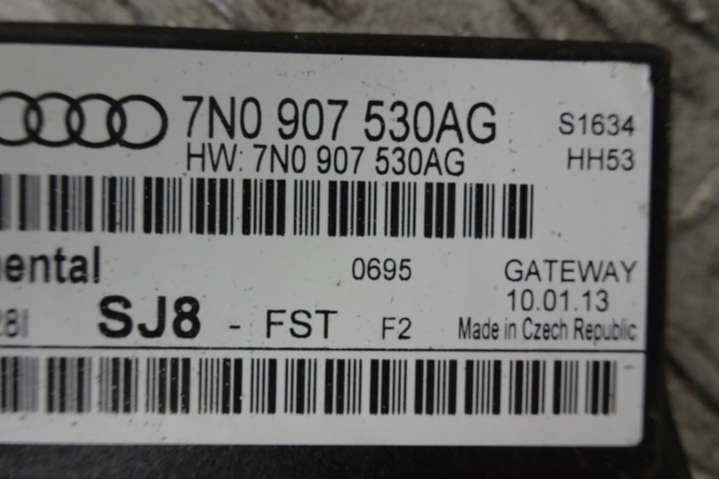 7N0 907 530AG S1634
HW: 7N0 907 530AG HH53
0695 GATEWAY
10.01.13
SJ8 - FST F2 Made in Czech Republic